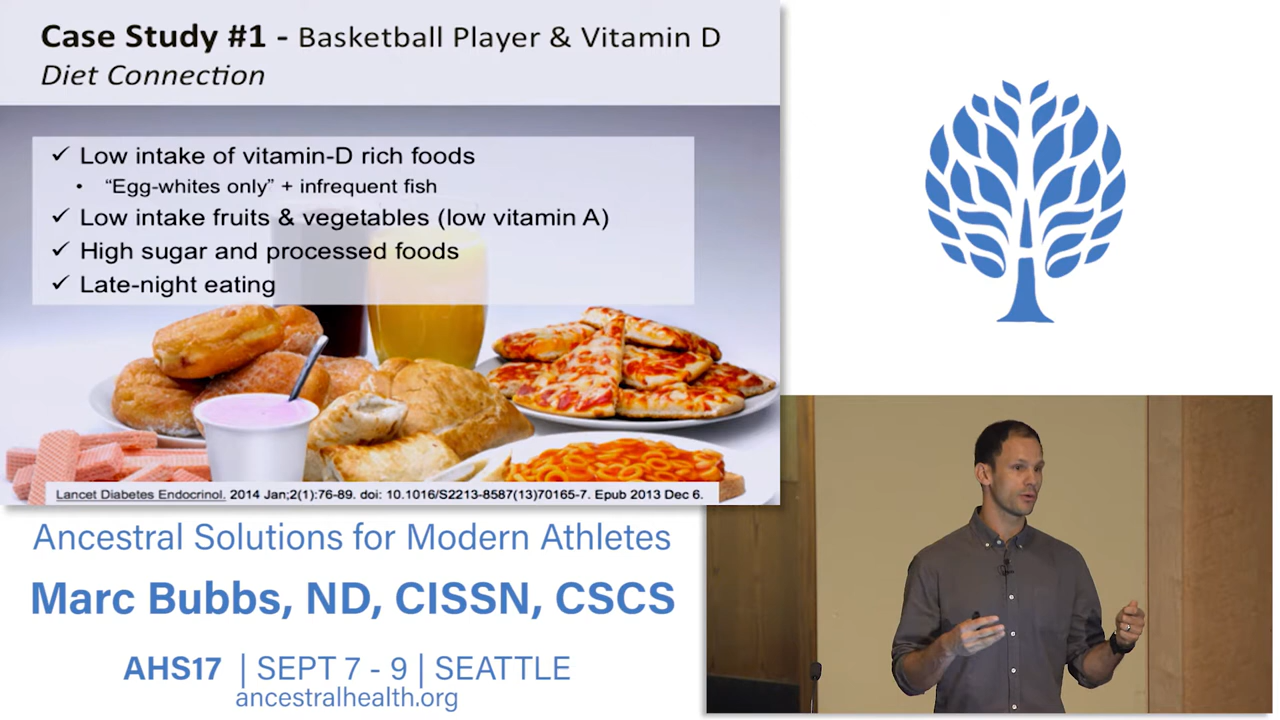 Case Study #1 - Basketball Player & Vitamin D
Diet Connection
✓ Low intake of vitamin-D rich foods
• “Egg-whites only” + infrequent fish
✓ Low intake fruits & vegetables (low vitamin A)
✓ High sugar and processed foods
✓ Late-night eating
Lancet Diabetes Endocrinol. 2014 Jan;2(1):76-89. doi: 10.1016/S2213-8587(13)70165-7. Epub 2013 Dec 6.
Ancestral Solutions for Modern Athletes
Marc Bubbs, ND, CISSN, CSCS
AHS17 | SEPT 7 - 9 | SEATTLE
ancestralhealth.org